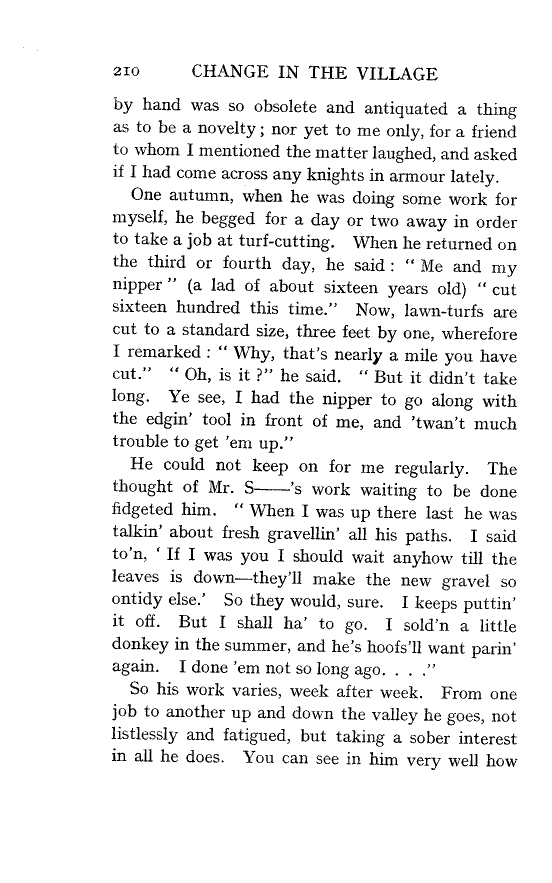 210 CHANGE IN THE VILLAGE
by hand was so obsolete and antiquated a thing
as to be a novelty; nor yet to me only, for a friend
to whom I mentioned the matter laughed, and asked
if I had come across any knights in armour lately.
One autumn, when he was doing some work for
myself, he begged for a day or two away in order
to take a job at turf-cutting. When he returned on
the third or fourth day, he said: “Me and my
nipper” (a lad of about sixteen years old) “cut
sixteen hundred this time.” Now, lawn-turfs are
cut to a standard size, three feet by one, wherefore
I remarked: “Why, that’s nearly a mile you have
cut.” “Oh, is it?” he said. “But it didn’t take
long. Ye see, I had the nipper to go along with
the edgin’ tool in front of me, and ’twan’t much
trouble to get ’em up.”
He could not keep on for me regularly. The
thought of Mr. S——’s work waiting to be done
fidgeted him. “When I was up there last he was
talkin’ about fresh gravellin’ all his paths. I said
to’n, ‘If I was you I should wait anyhow till the
leaves is down—they’ll make the new gravel so
ontidy else.’ So they would, sure. I keeps puttin’
it off. But I shall ha’ to go. I sold’n a little
donkey in the summer, and he’s hoofs’ll want parin’
again. I done ’em not so long ago. . . .”
So his work varies, week after week. From one
job to another up and down the valley he goes, not
listlessly and fatigued, but taking a sober interest
in all he does. You can see in him very well how